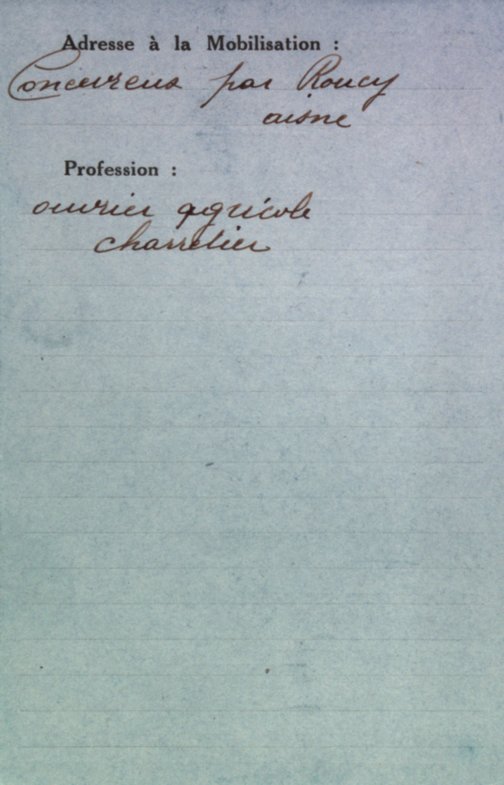 Adresse à la Mobilisation :
Concevreux par Roucy
aisne
Profession :
ouvrier agricole
charretier